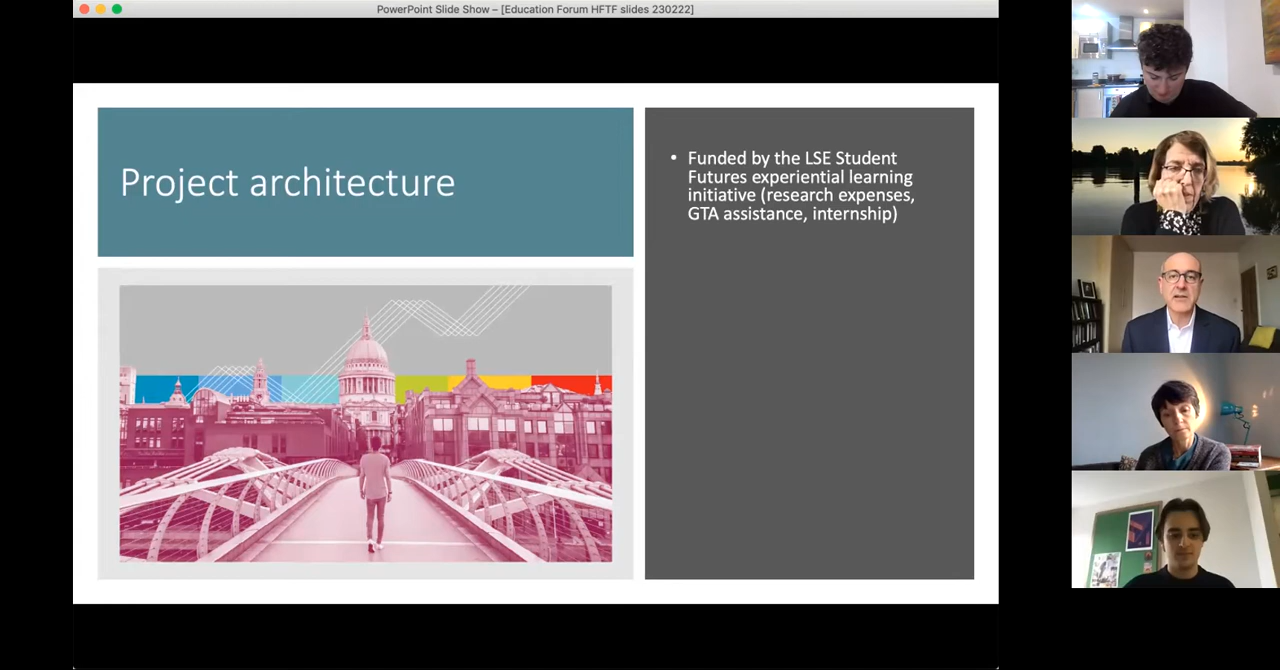 PowerPoint Slide Show – [Education Forum HFTF slides 230222]
Project architecture
• Funded by the LSE Student
Futures experiential learning
initiative (research expenses,
GTA assistance, internship)